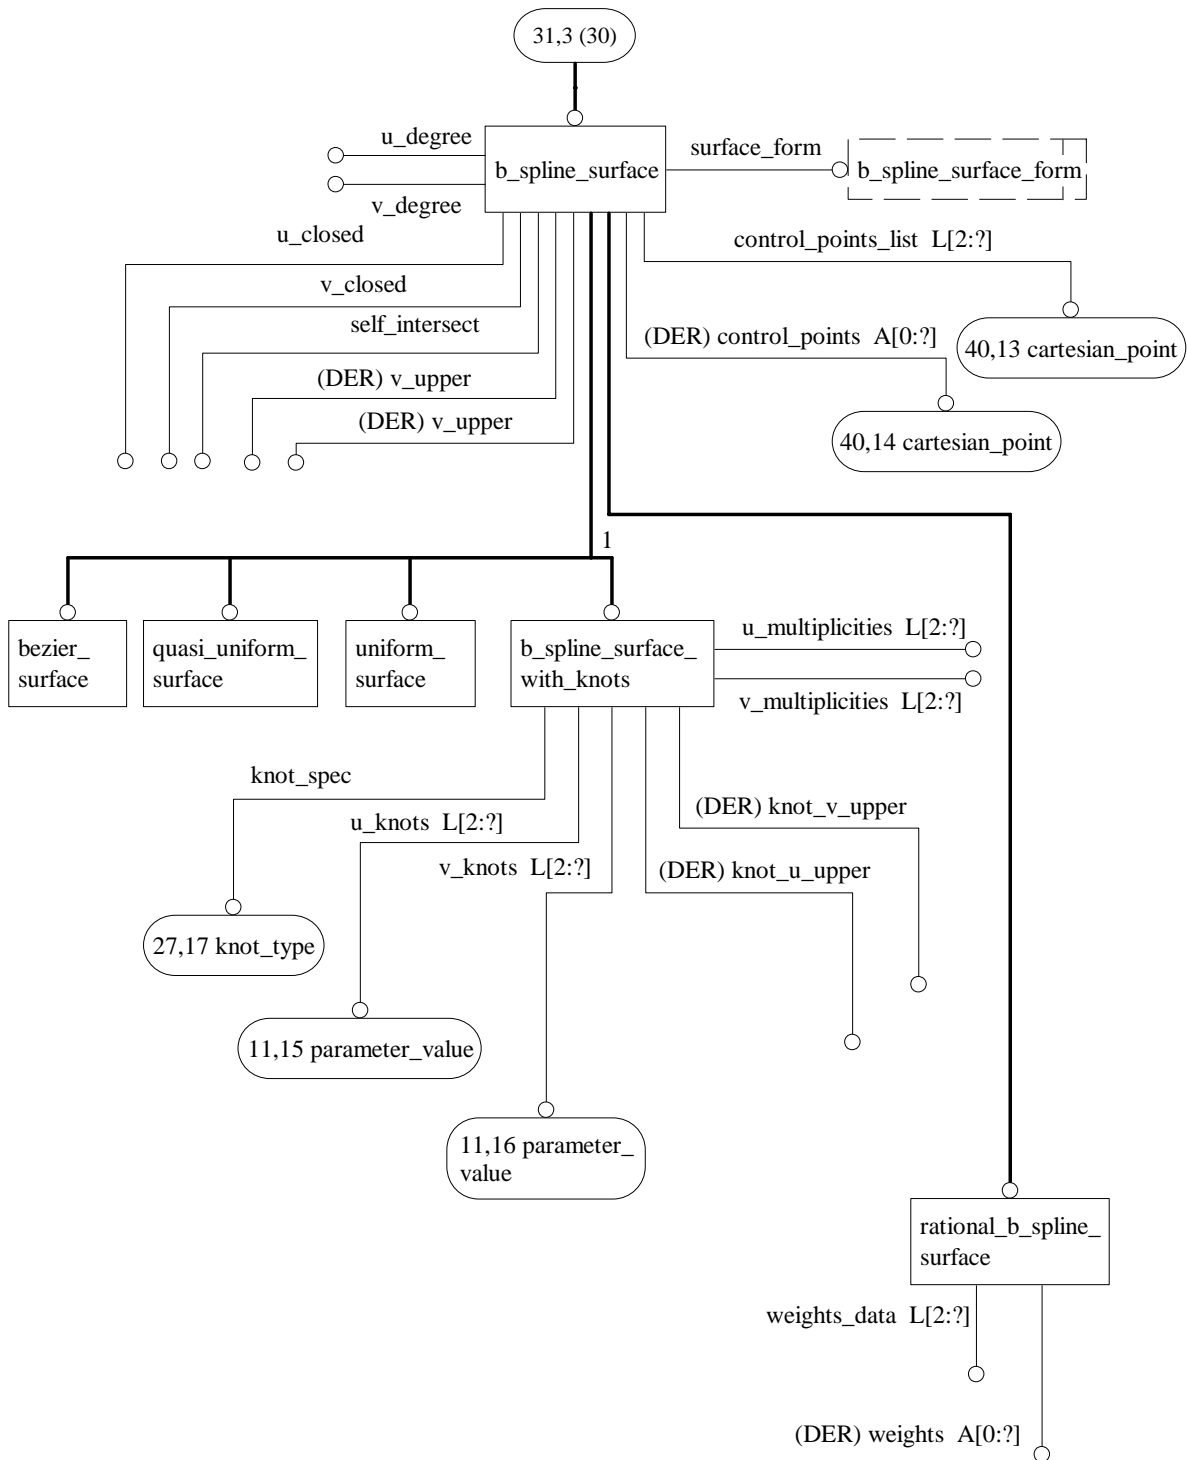 31,3 (30)
u_degree
b_spline_surface
surface_form
b_spline_surface_form
v_degree
u_closed
control_points_list  L[2:?]
v_closed
self_intersect
(DER) control_points  A[0:?]
40,13 cartesian_point
(DER) v_upper
(DER) v_upper
40,14 cartesian_point
1
bezier_
surface
quasi_uniform_
surface
uniform_
surface
b_spline_surface_
with_knots
u_multiplicities  L[2:?]
v_multiplicities  L[2:?]
knot_spec
(DER) knot_v_upper
u_knots  L[2:?]
v_knots  L[2:?]
(DER) knot_u_upper
27,17 knot_type
11,15 parameter_value
11,16 parameter_
value
rational_b_spline_
surface
weights_data  L[2:?]
(DER) weights  A[0:?]